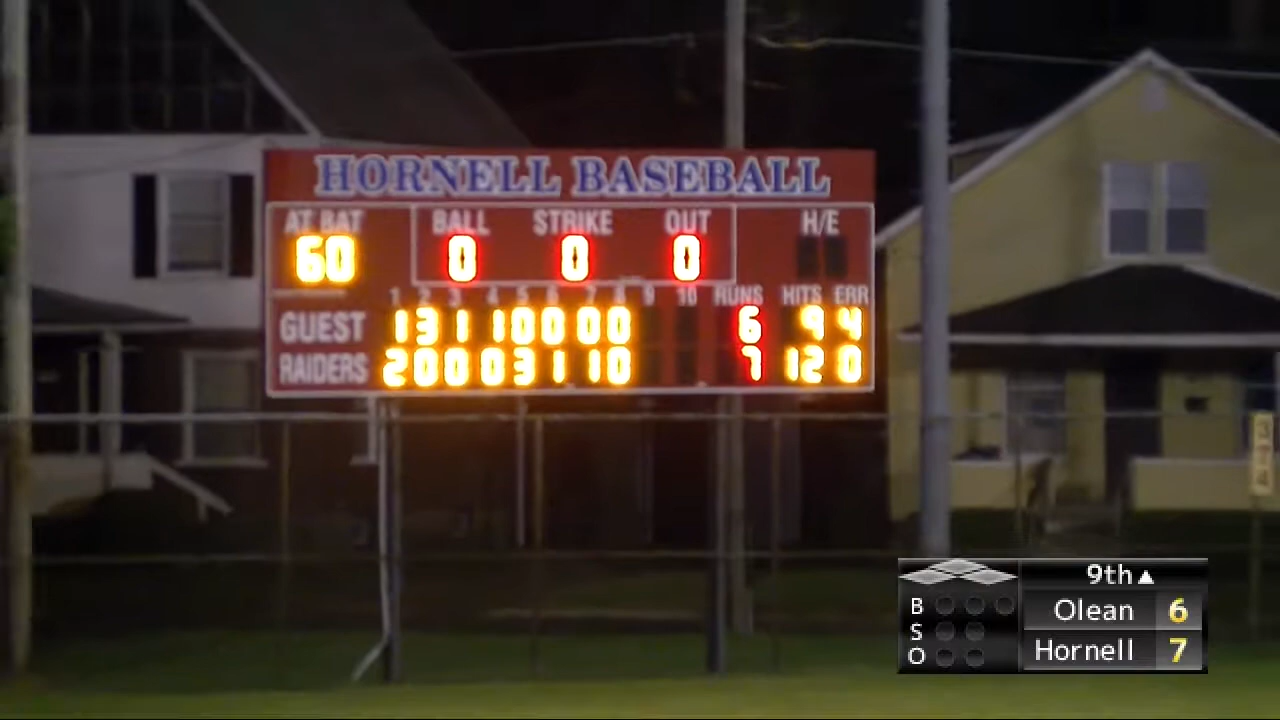 HORNELL BASEBALL
AT BAT BALL STRIKE OUT H/E
60 0 0 0
1 2 3 4 5 6 7 8 9 10 RUNS HITS ERR
GUEST 1 3 1 1 0 0 0 0 6 9 4
RAIDERS 2 0 0 0 3 1 1 0 7 12 0
9th▲
B Olean 6
S
O Hornell 7